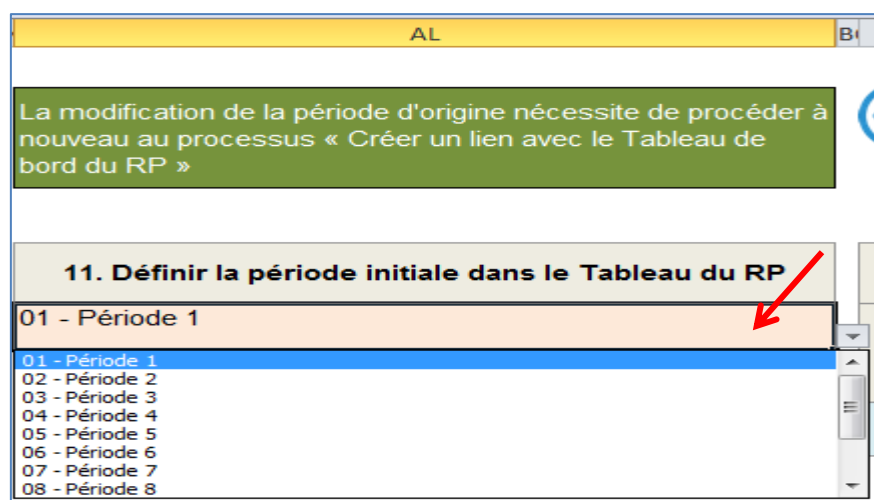 AL
La modification de la période d'origine nécessite de procéder à
nouveau au processus « Créer un lien avec le Tableau de
bord du RP »
11. Définir la période initiale dans le Tableau du RP
01 - Période 1
01 - Période 1
02 - Période 2
03 - Période 3
04 - Période 4
05 - Période 5
06 - Période 6
07 - Période 7
08 - Période 8